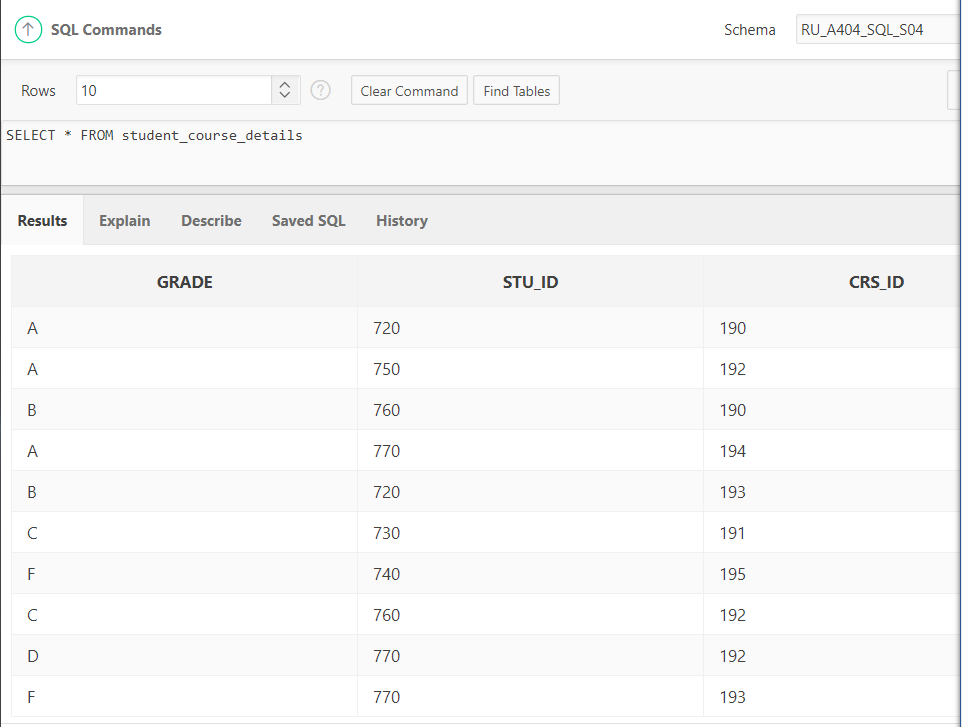 SQL Commands Schema RU_A404_SQL_S04
Rows 10 ? Clear Command Find Tables
SELECT * FROM student_course_details
Results Explain Describe Saved SQL History
GRADE STU_ID CRS_ID
A 720 190
A 750 192
B 760 190
A 770 194
B 720 193
C 730 191
F 740 195
C 760 192
D 770 192
F 770 193